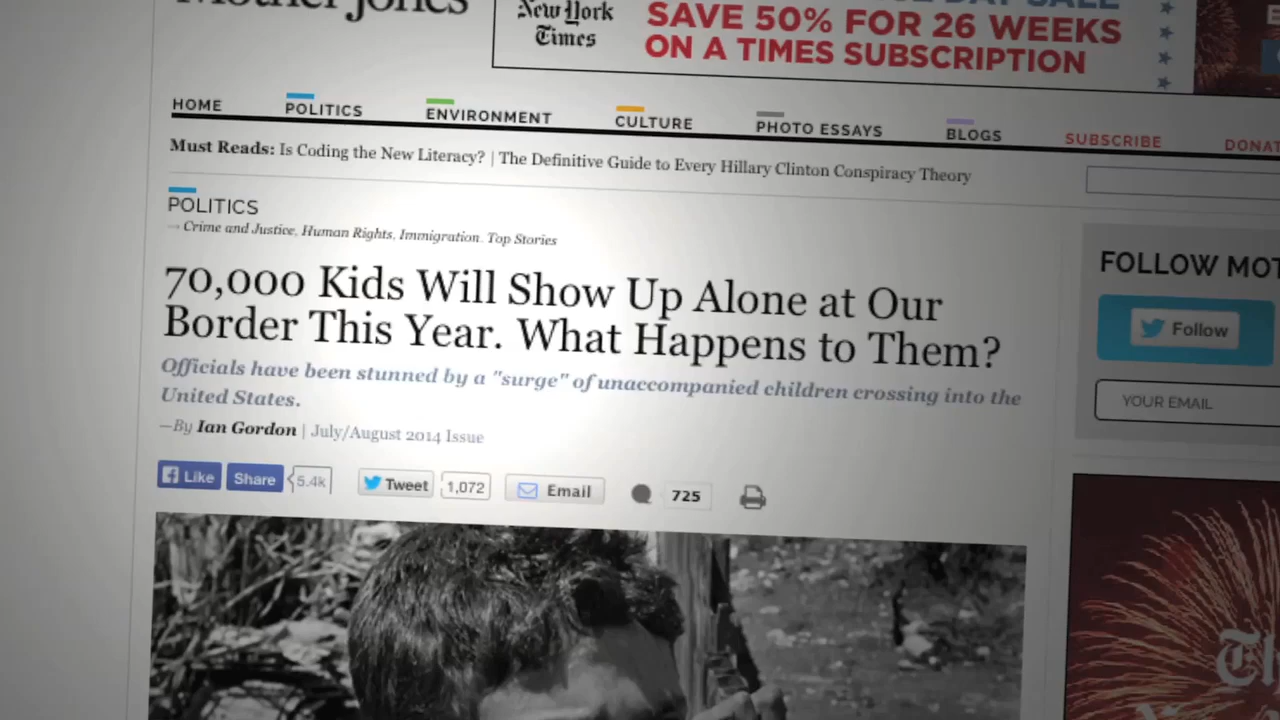 Mother Jones
New York
Times
SAVE 50% FOR 26 WEEKS
ON A TIMES SUBSCRIPTION
HOME
POLITICS
ENVIRONMENT
CULTURE
PHOTO ESSAYS
BLOGS
SUBSCRIBE
Must Reads: Is Coding the New Literacy? | The Definitive Guide to Every Hillary Clinton Conspiracy Theory
POLITICS
→ Crime and Justice, Human Rights, Immigration, Top Stories
70,000 Kids Will Show Up Alone at Our
Border This Year. What Happens to Them?
Officials have been stunned by a "surge" of unaccompanied children crossing into the
United States.
—By Ian Gordon | July/August 2014 Issue
Like
Share
5.4k
Tweet
1,072
Email
725
FOLLOW
Follow
YOUR EMAIL